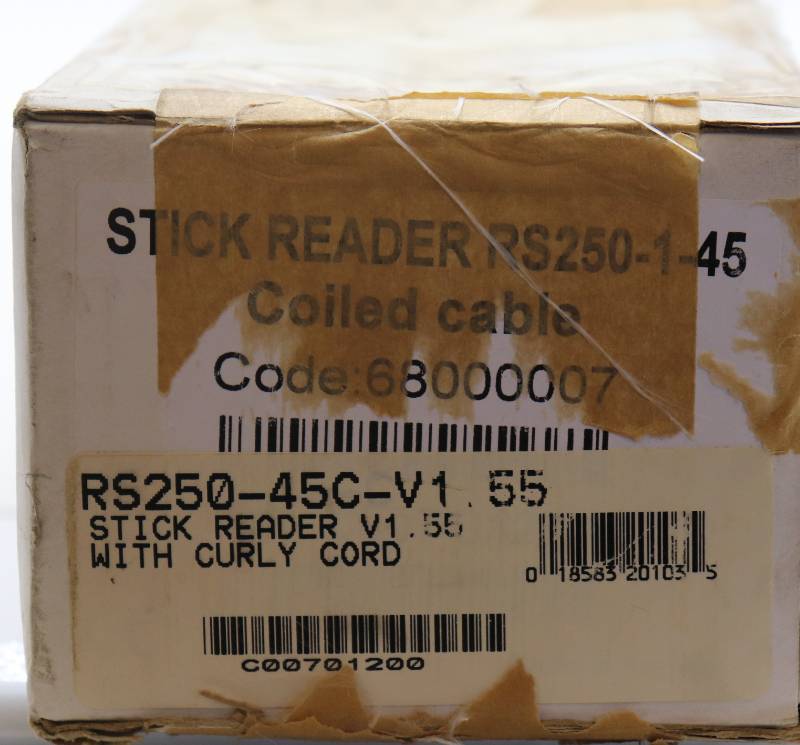 STICK READER RS250-1-45
Coiled cable
Code:68000007
RS250-45C-V1.55
STICK READER V1.55
WITH CURLY CORD
0 18583 20103 5
C00701200